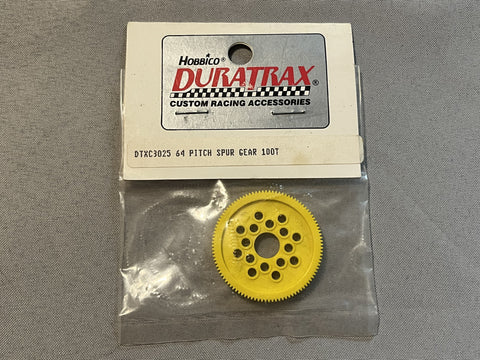 HOBBICO®
DURATRAX®
CUSTOM RACING ACCESSORIES
DTXC3025 64 PITCH SPUR GEAR 100T